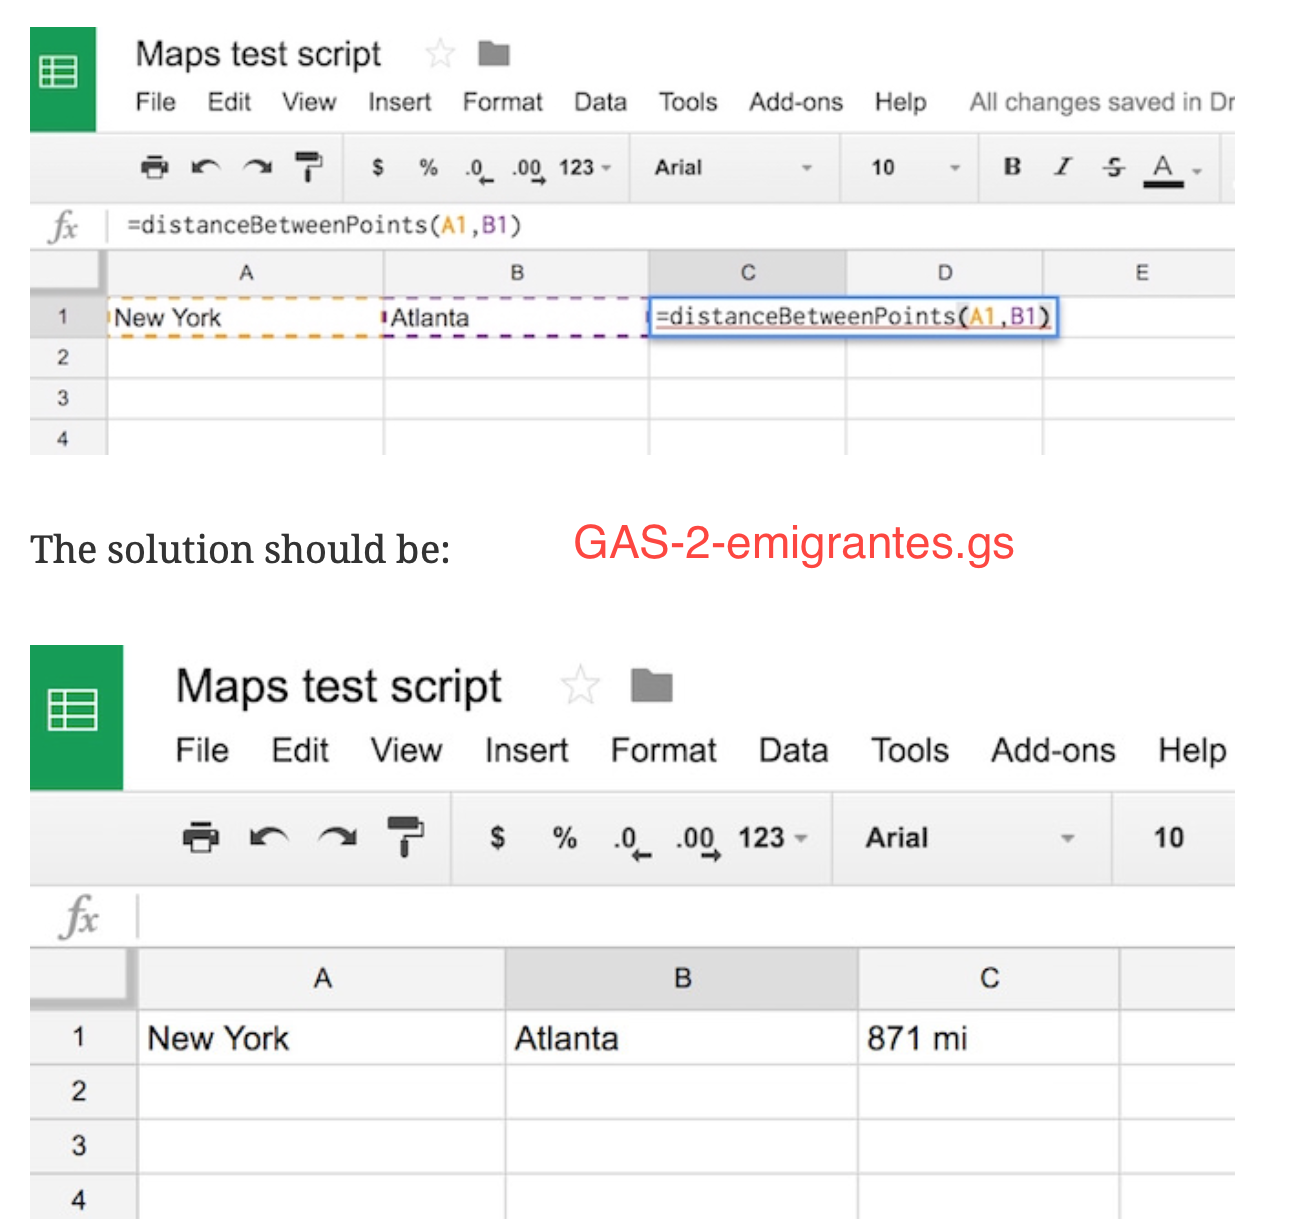 Maps test script
File Edit View Insert Format Data Tools Add-ons Help All changes saved in Dr
$ % .0 .00 123 Arial 10 B I S A
fx =distanceBetweenPoints(A1,B1)
A B C D E
1 New York Atlanta =distanceBetweenPoints(A1,B1)
2
3
4
The solution should be: GAS-2-emigrantes.gs
Maps test script
File Edit View Insert Format Data Tools Add-ons Help
$ % .0 .00 123 Arial 10
fx
A B C
1 New York Atlanta 871 mi
2
3
4